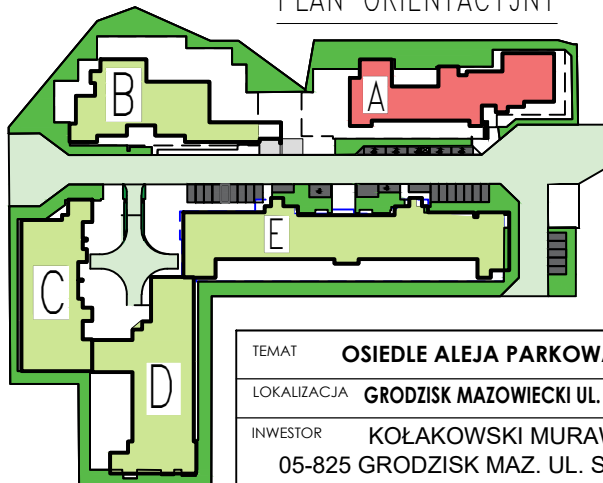 PLAN ORIENTACYJNY
B
A
E
C
D
TEMAT OSIEDLE ALEJA PARKOWA
LOKALIZACJA GRODZISK MAZOWIECKI UL.
INWESTOR KOŁAKOWSKI MURAW
05-825 GRODZISK MAZ. UL. S